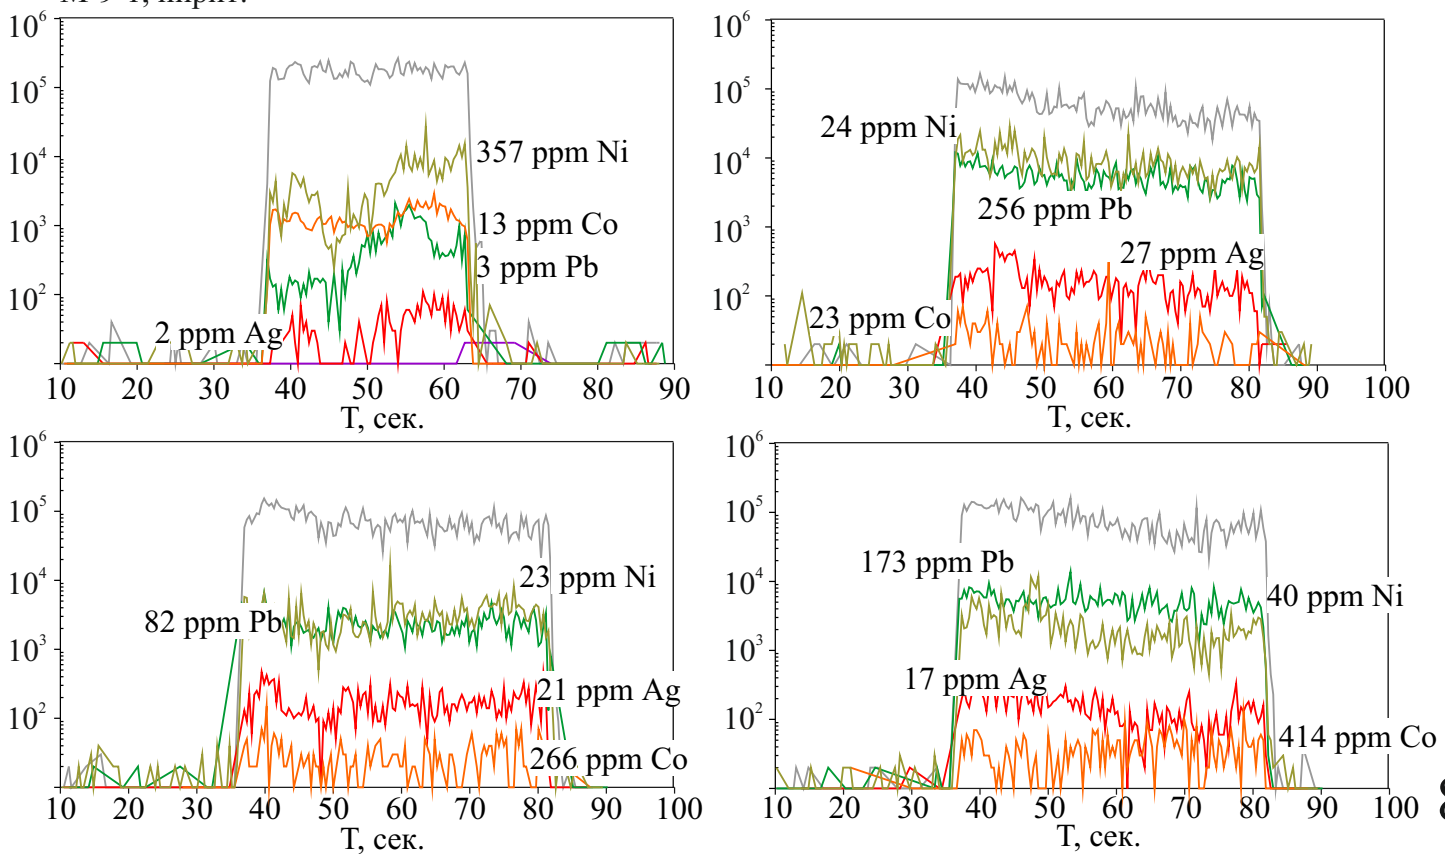 10⁶
10⁵
10⁴
10³
10²
357 ppm Ni
13 ppm Co
3 ppm Pb
2 ppm Ag
10 20 30 40 50 60 70 80 90
Т, сек.
10⁶
10⁵
10⁴
10³
10²
24 ppm Ni
256 ppm Pb
27 ppm Ag
23 ppm Co
10 20 30 40 50 60 70 80 90 100
Т, сек.
10⁶
10⁵
10⁴
10³
10²
23 ppm Ni
82 ppm Pb
21 ppm Ag
266 ppm Co
10 20 30 40 50 60 70 80 90 100
Т, сек.
10⁶
10⁵
10⁴
10³
10²
173 ppm Pb
40 ppm Ni
17 ppm Ag
414 ppm Co
10 20 30 40 50 60 70 80 90 100
Т, сек.